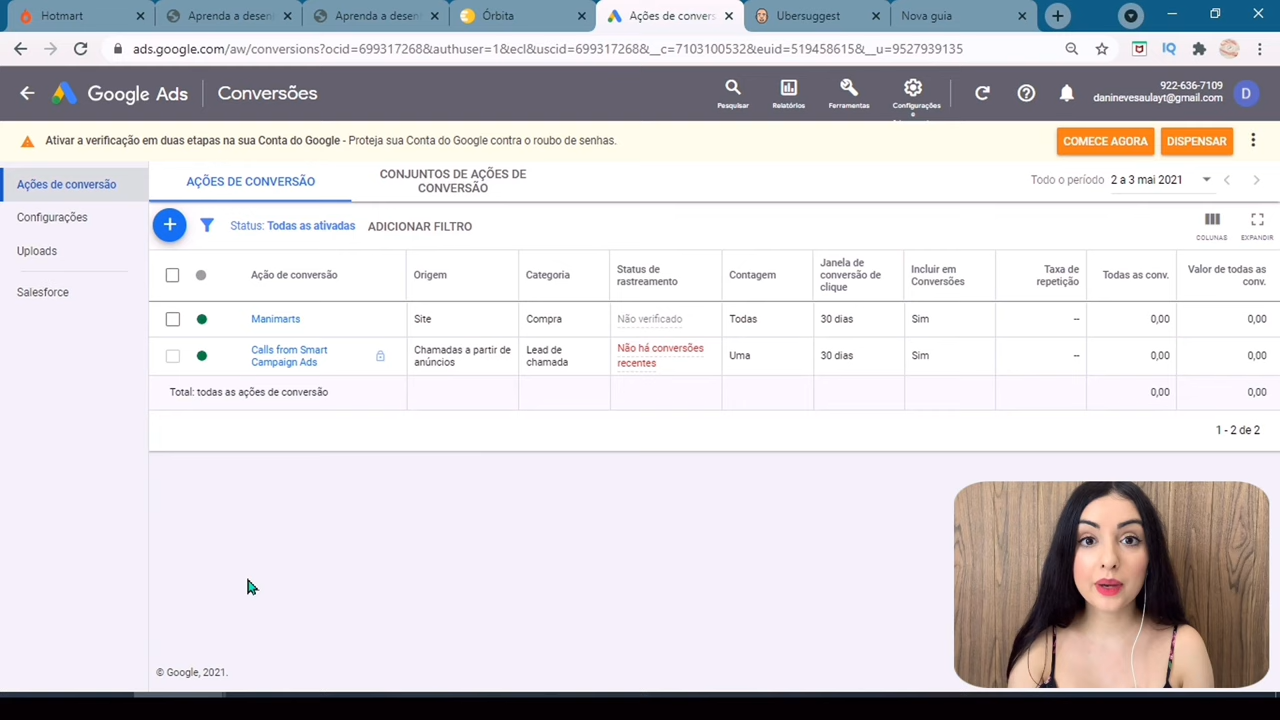 Hotmart
Aprenda a desen
Aprenda a desen
Órbita
Ações de convers
Ubersuggest
Nova guia
ads.google.com/aw/conversions?ocid=699317268&authuser=1&ecl&uscid=699317268&__c=7103100532&euid=519458615&__u=9527939135
IQ
Google Ads
Conversões
Pesquisar
Relatórios
Ferramentas
Configurações
922-636-7109
daninevesaulayt@gmail.com
D
Ativar a verificação em duas etapas na sua Conta do Google - Proteja sua Conta do Google contra o roubo de senhas.
COMECE AGORA
DISPENSAR
Ações de conversão
Configurações
Uploads
Salesforce
AÇÕES DE CONVERSÃO
CONJUNTOS DE AÇÕES DE
CONVERSÃO
Todo o período
2 a 3 mai 2021
Status: Todas as ativadas
ADICIONAR FILTRO
COLUNAS
EXPANDIR
Ação de conversão
Origem
Categoria
Status de
rastreamento
Contagem
Janela de
conversão de
clique
Incluir em
Conversões
Taxa de
repetição
Todas as conv.
Valor de todas as
conv.
Manimarts
Site
Compra
Não verificado
Todas
30 dias
Sim
--
0,00
0,00
Calls from Smart
Campaign Ads
Chamadas a partir de
anúncios
Lead de
chamada
Não há conversões
recentes
Uma
30 dias
Sim
--
0,00
0,00
Total: todas as ações de conversão
0,00
0,00
1 - 2 de 2
© Google, 2021.